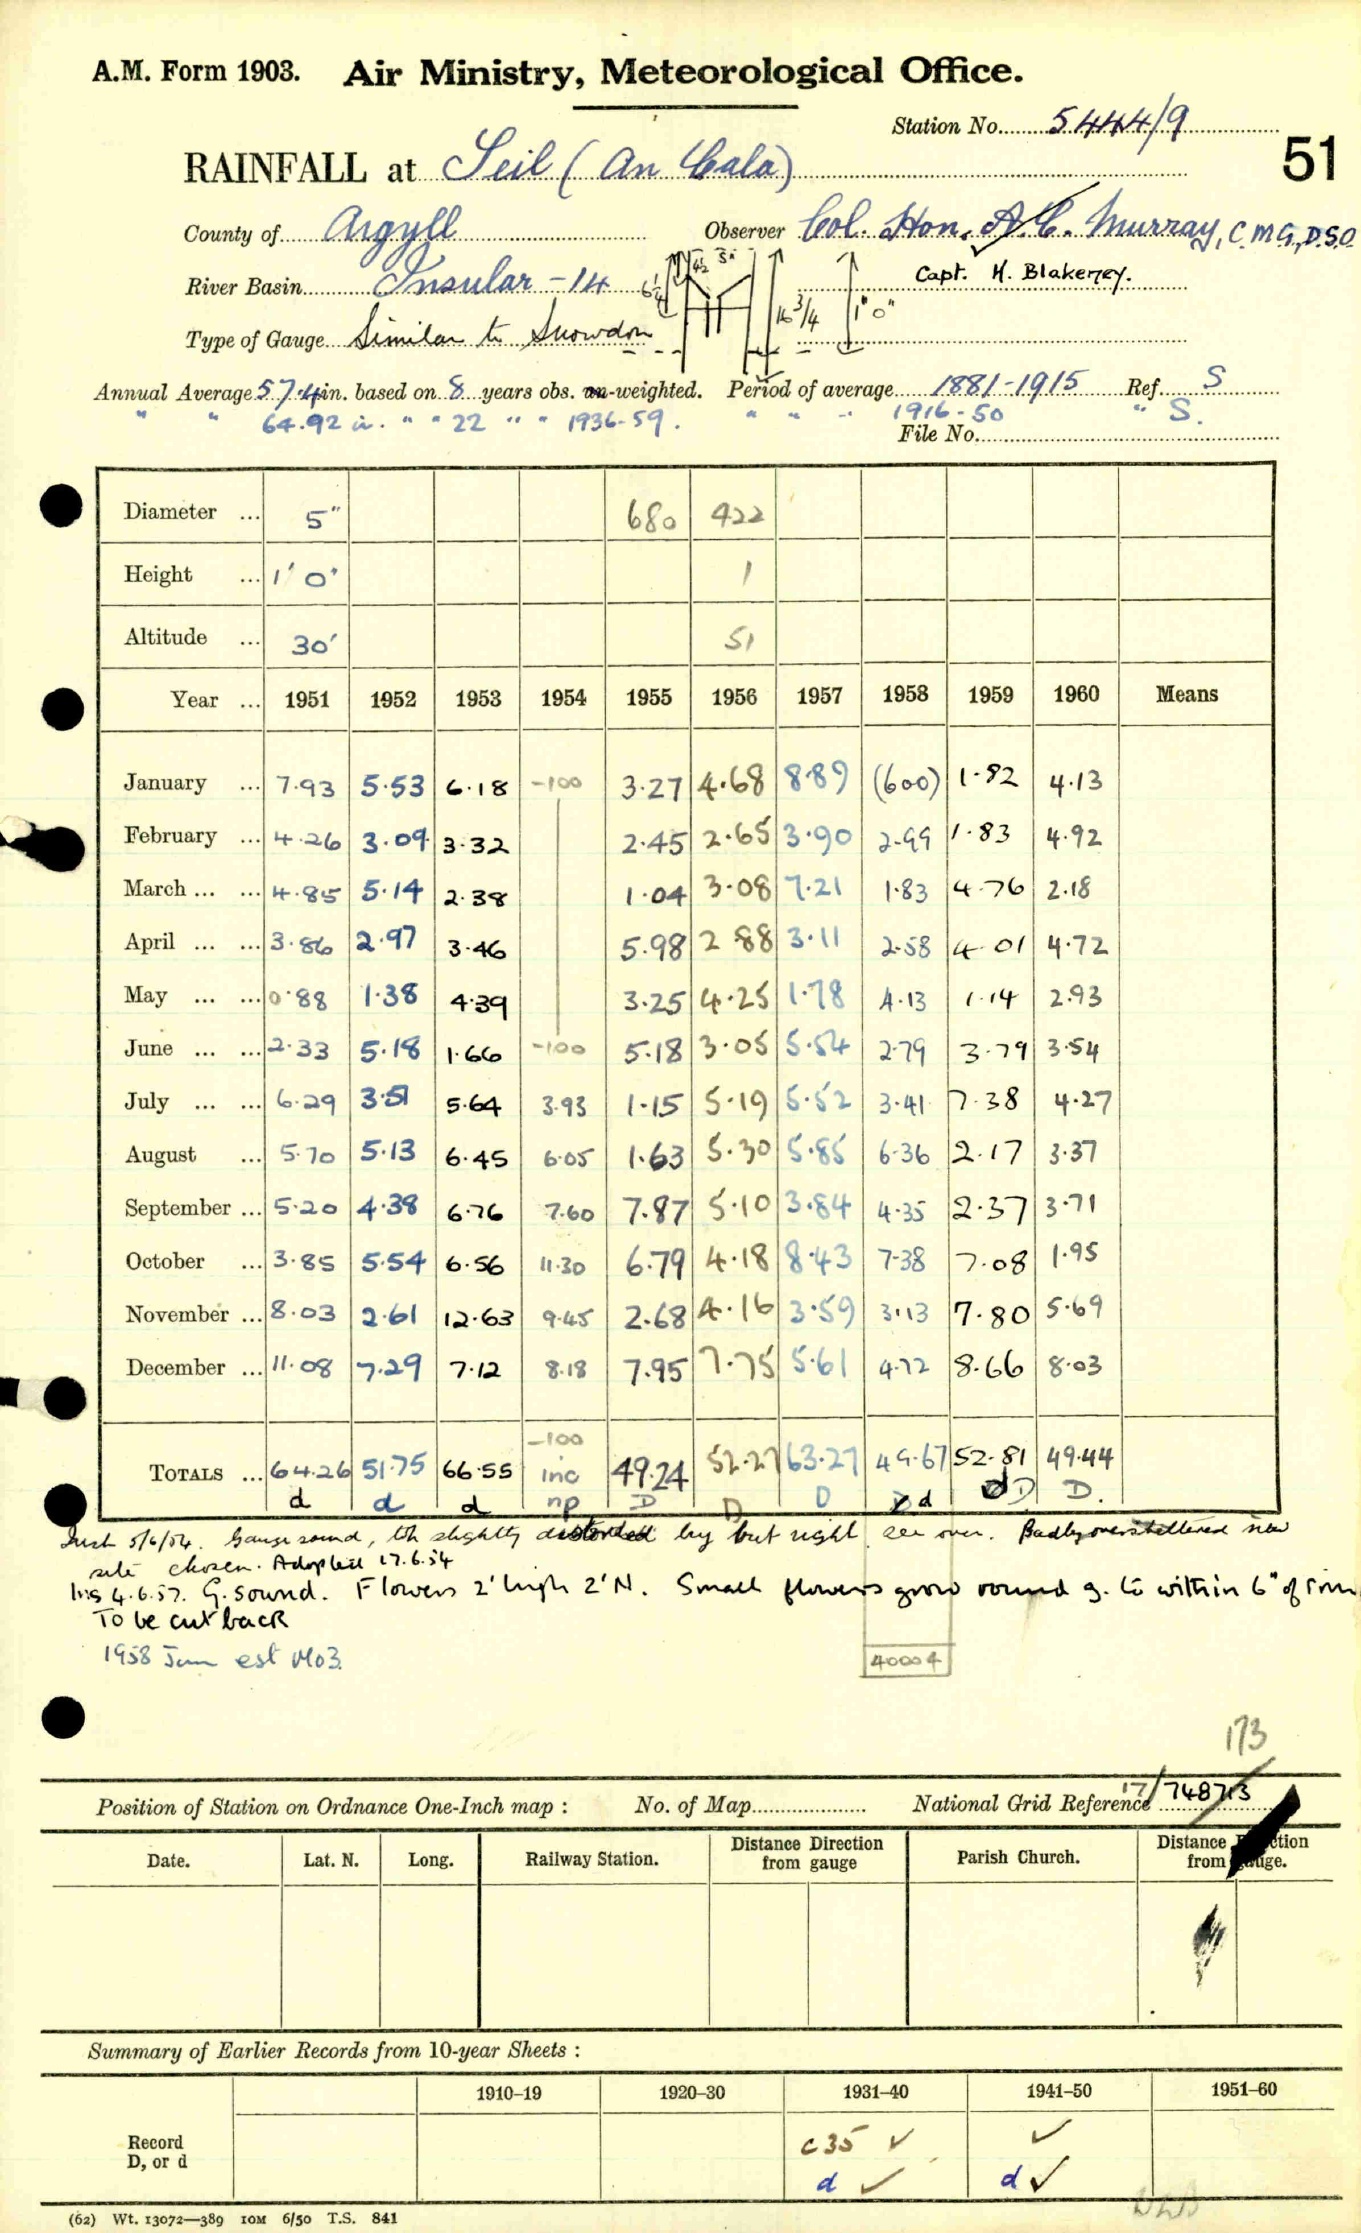 A.M. Form 1903. Air Ministry, Meteorological Office.
Station No. 5444/9
51
RAINFALL at Seil (An Cala)
County of Argyll Observer Col. Hon. A.C. Murray, C.M.G., D.S.O.
River Basin Insular - 14 Capt. H. Blakeney.
Type of Gauge Similar to Snowdon
6 1/4 4 1/2 5" 16 3/4 1' 0"
Annual Average 57.4 in. based on 8 years obs. un-weighted. Period of average 1881-1915 Ref. S
" " 64.92 in. " " 22 " " 1936-59. " " " 1916-50 " S.
File No.
Diameter ... 5" 680 422
Height ... 1' 0" 1
Altitude ... 30' 51
Year ... 1951 1952 1953 1954 1955 1956 1957 1958 1959 1960 Means
January ... 7.93 5.53 6.18 -100 3.27 4.68 8.89 (600) 1.82 4.13
February ... 4.26 3.09 3.32 2.45 2.65 3.90 2.99 1.83 4.92
March ... ... 4.85 5.14 2.38 1.04 3.08 7.21 1.83 4.76 2.18
April ... ... 3.86 2.97 3.46 5.98 2.88 3.11 2.58 4.01 4.72
May ... ... 0.88 1.38 4.39 3.25 4.25 1.78 4.13 1.14 2.93
June ... ... 2.33 5.18 1.66 -100 5.18 3.05 5.54 2.79 3.79 3.54
July ... ... 6.29 3.51 5.64 3.93 1.15 5.19 5.52 3.41 7.38 4.27
August ... 5.70 5.13 6.45 6.05 1.63 5.30 5.85 6.36 2.17 3.37
September ... 5.20 4.38 6.76 7.60 7.87 5.10 3.84 4.35 2.37 3.71
October ... 3.85 5.54 6.56 11.30 6.79 4.18 8.43 7.38 7.08 1.95
November ... 8.03 2.61 12.63 9.45 2.68 4.16 3.59 3.13 7.80 5.69
December ... 11.08 7.29 7.12 8.18 7.95 7.75 5.61 4.72 8.66 8.03
-100
TOTALS ... 64.26 51.75 66.55 inc 49.24 52.27 63.27 49.67 52.81 49.44
d d d np D D D d D D.
Inst 5/6/54. Gauge sound, tho slightly distorted by but right see over. Badly oversheltered new
site chosen. Adopted 17.6.54
Ins 4.6.57. G. sound. Flowers 2' high 2' N. Small flowers grow round g. to within 6" of rim
To be cut back
1958 Jan est MO3.
40004
173
Position of Station on Ordnance One-Inch map : No. of Map National Grid Reference 17/748713
Date. Lat. N. Long. Railway Station. Distance Direction from gauge Parish Church. Distance Direction from gauge.
Summary of Earlier Records from 10-year Sheets :
1910–19 1920–30 1931–40 1941–50 1951–60
Record c35 ✓ ✓
D, or d d ✓ d ✓
(62) Wt. 13072—389 10M 6/50 T.S. 841